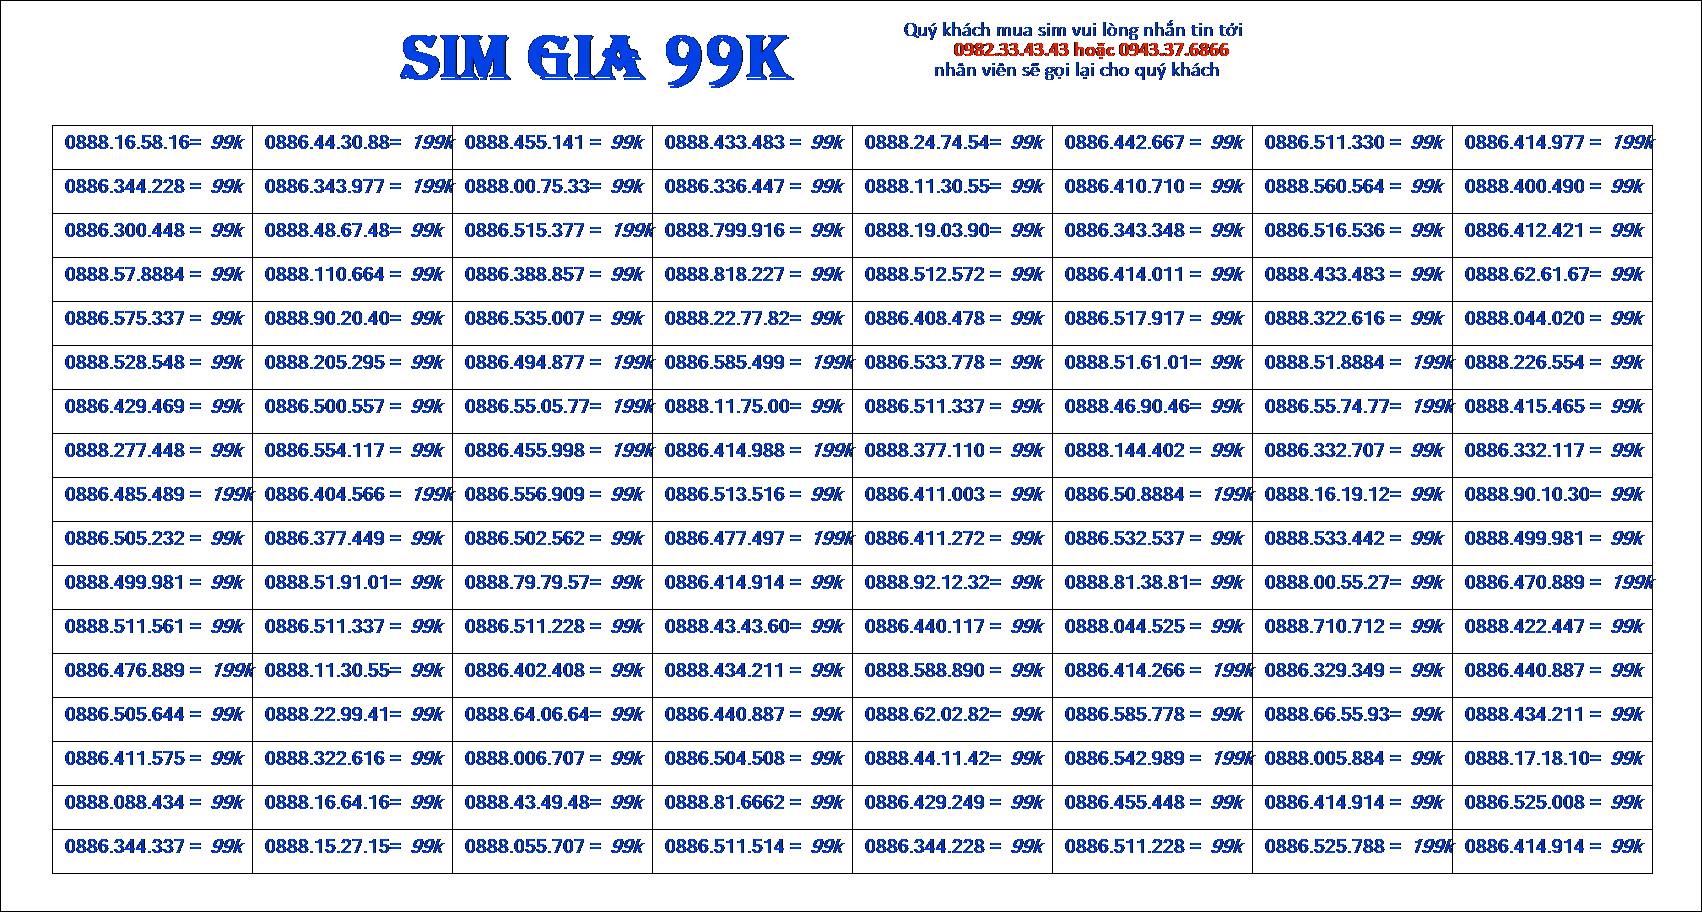 SIM GIA 99K
Quý khách mua sim vui lòng nhắn tin tới
0982.33.43.43 hoặc 0943.37.6866
nhân viên sẽ gọi lại cho quý khách
0888.16.58.16= 99k 0886.44.30.88= 199k 0888.455.141 = 99k 0888.433.483 = 99k 0888.24.74.54= 99k 0886.442.667 = 99k 0886.511.330 = 99k 0886.414.977 = 199k
0886.344.228 = 99k 0886.343.977 = 199k 0888.00.75.33= 99k 0886.336.447 = 99k 0888.11.30.55= 99k 0886.410.710 = 99k 0888.560.564 = 99k 0888.400.490 = 99k
0886.300.448 = 99k 0888.48.67.48= 99k 0886.515.377 = 199k 0888.799.916 = 99k 0888.19.03.90= 99k 0886.343.348 = 99k 0886.516.536 = 99k 0886.412.421 = 99k
0888.57.8884 = 99k 0888.110.664 = 99k 0886.388.857 = 99k 0888.818.227 = 99k 0888.512.572 = 99k 0886.414.011 = 99k 0888.433.483 = 99k 0888.62.61.67= 99k
0886.575.337 = 99k 0888.90.20.40= 99k 0886.535.007 = 99k 0888.22.77.82= 99k 0886.408.478 = 99k 0886.517.917 = 99k 0888.322.616 = 99k 0888.044.020 = 99k
0888.528.548 = 99k 0888.205.295 = 99k 0886.494.877 = 199k 0886.585.499 = 199k 0886.533.778 = 99k 0888.51.61.01= 99k 0888.51.8884 = 199k 0888.226.554 = 99k
0886.429.469 = 99k 0886.500.557 = 99k 0886.55.05.77= 199k 0888.11.75.00= 99k 0886.511.337 = 99k 0888.46.90.46= 99k 0886.55.74.77= 199k 0888.415.465 = 99k
0888.277.448 = 99k 0886.554.117 = 99k 0886.455.998 = 199k 0886.414.988 = 199k 0888.377.110 = 99k 0888.144.402 = 99k 0886.332.707 = 99k 0886.332.117 = 99k
0886.485.489 = 199k 0886.404.566 = 199k 0886.556.909 = 99k 0886.513.516 = 99k 0886.411.003 = 99k 0886.50.8884 = 199k 0888.16.19.12= 99k 0888.90.10.30= 99k
0886.505.232 = 99k 0886.377.449 = 99k 0886.502.562 = 99k 0886.477.497 = 199k 0886.411.272 = 99k 0886.532.537 = 99k 0888.533.442 = 99k 0888.499.981 = 99k
0888.499.981 = 99k 0888.51.91.01= 99k 0888.79.79.57= 99k 0886.414.914 = 99k 0888.92.12.32= 99k 0888.81.38.81= 99k 0888.00.55.27= 99k 0886.470.889 = 199k
0888.511.561 = 99k 0886.511.337 = 99k 0886.511.228 = 99k 0888.43.43.60= 99k 0886.440.117 = 99k 0888.044.525 = 99k 0888.710.712 = 99k 0888.422.447 = 99k
0886.476.889 = 199k 0888.11.30.55= 99k 0886.402.408 = 99k 0888.434.211 = 99k 0888.588.890 = 99k 0886.414.266 = 199k 0886.329.349 = 99k 0886.440.887 = 99k
0886.505.644 = 99k 0888.22.99.41= 99k 0888.64.06.64= 99k 0886.440.887 = 99k 0888.62.02.82= 99k 0886.585.778 = 99k 0888.66.55.93= 99k 0888.434.211 = 99k
0886.411.575 = 99k 0888.322.616 = 99k 0888.006.707 = 99k 0886.504.508 = 99k 0888.44.11.42= 99k 0886.542.989 = 199k 0888.005.884 = 99k 0888.17.18.10= 99k
0888.088.434 = 99k 0888.16.64.16= 99k 0888.43.49.48= 99k 0888.81.6662 = 99k 0886.429.249 = 99k 0886.455.448 = 99k 0886.414.914 = 99k 0886.525.008 = 99k
0886.344.337 = 99k 0888.15.27.15= 99k 0888.055.707 = 99k 0886.511.514 = 99k 0886.344.228 = 99k 0886.511.228 = 99k 0886.525.788 = 199k 0886.414.914 = 99k